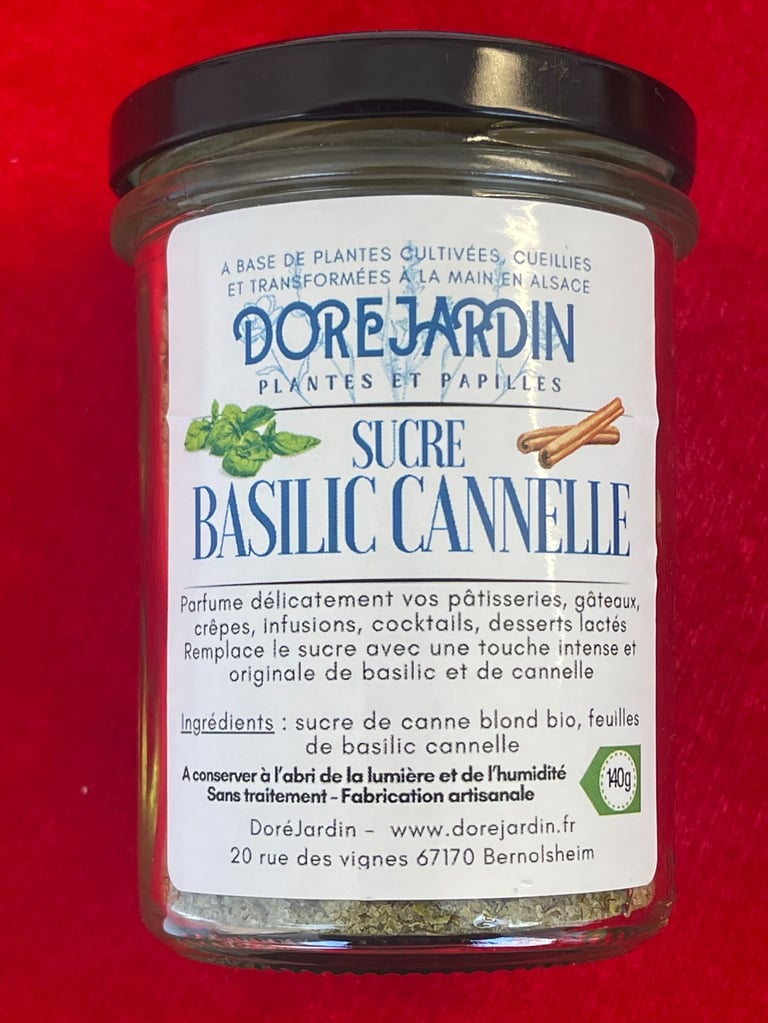 A BASE DE PLANTES CULTIVÉES, CUEILLIES
ET TRANSFORMÉES À LA MAIN EN ALSACE
DORÉJARDIN
PLANTES ET PAPILLES
SUCRE
BASILIC CANNELLE
Parfume délicatement vos pâtisseries, gâteaux,
crêpes, infusions, cocktails, desserts lactés
Remplace le sucre avec une touche intense et
originale de basilic et de cannelle
Ingrédients : sucre de canne blond bio, feuilles
de basilic cannelle
A conserver à l'abri de la lumière et de l'humidité
Sans traitement - Fabrication artisanale
140g
DoréJardin - www.dorejardin.fr
20 rue des vignes 67170 Bernolsheim